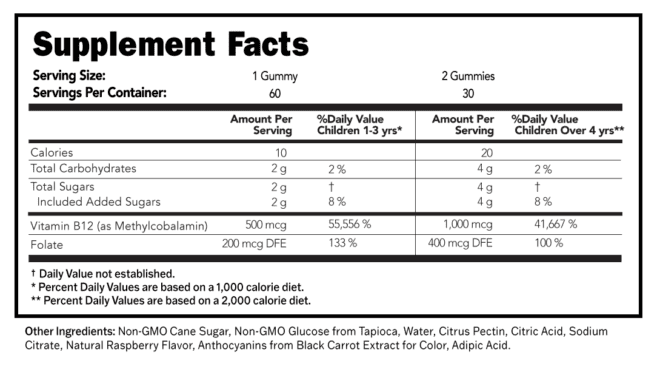 Supplement Facts
Serving Size: 1 Gummy 2 Gummies
Servings Per Container: 60 30
Amount Per %Daily Value Amount Per %Daily Value
Serving Children 1-3 yrs* Serving Children Over 4 yrs**
Calories 10 20
Total Carbohydrates 2 g 2 % 4 g 2 %
Total Sugars 2 g † 4 g †
Included Added Sugars 2 g 8 % 4 g 8 %
Vitamin B12 (as Methylcobalamin) 500 mcg 55,556 % 1,000 mcg 41,667 %
Folate 200 mcg DFE 133 % 400 mcg DFE 100 %
† Daily Value not established.
* Percent Daily Values are based on a 1,000 calorie diet.
** Percent Daily Values are based on a 2,000 calorie diet.
Other Ingredients: Non-GMO Cane Sugar, Non-GMO Glucose from Tapioca, Water, Citrus Pectin, Citric Acid, Sodium
Citrate, Natural Raspberry Flavor, Anthocyanins from Black Carrot Extract for Color, Adipic Acid.